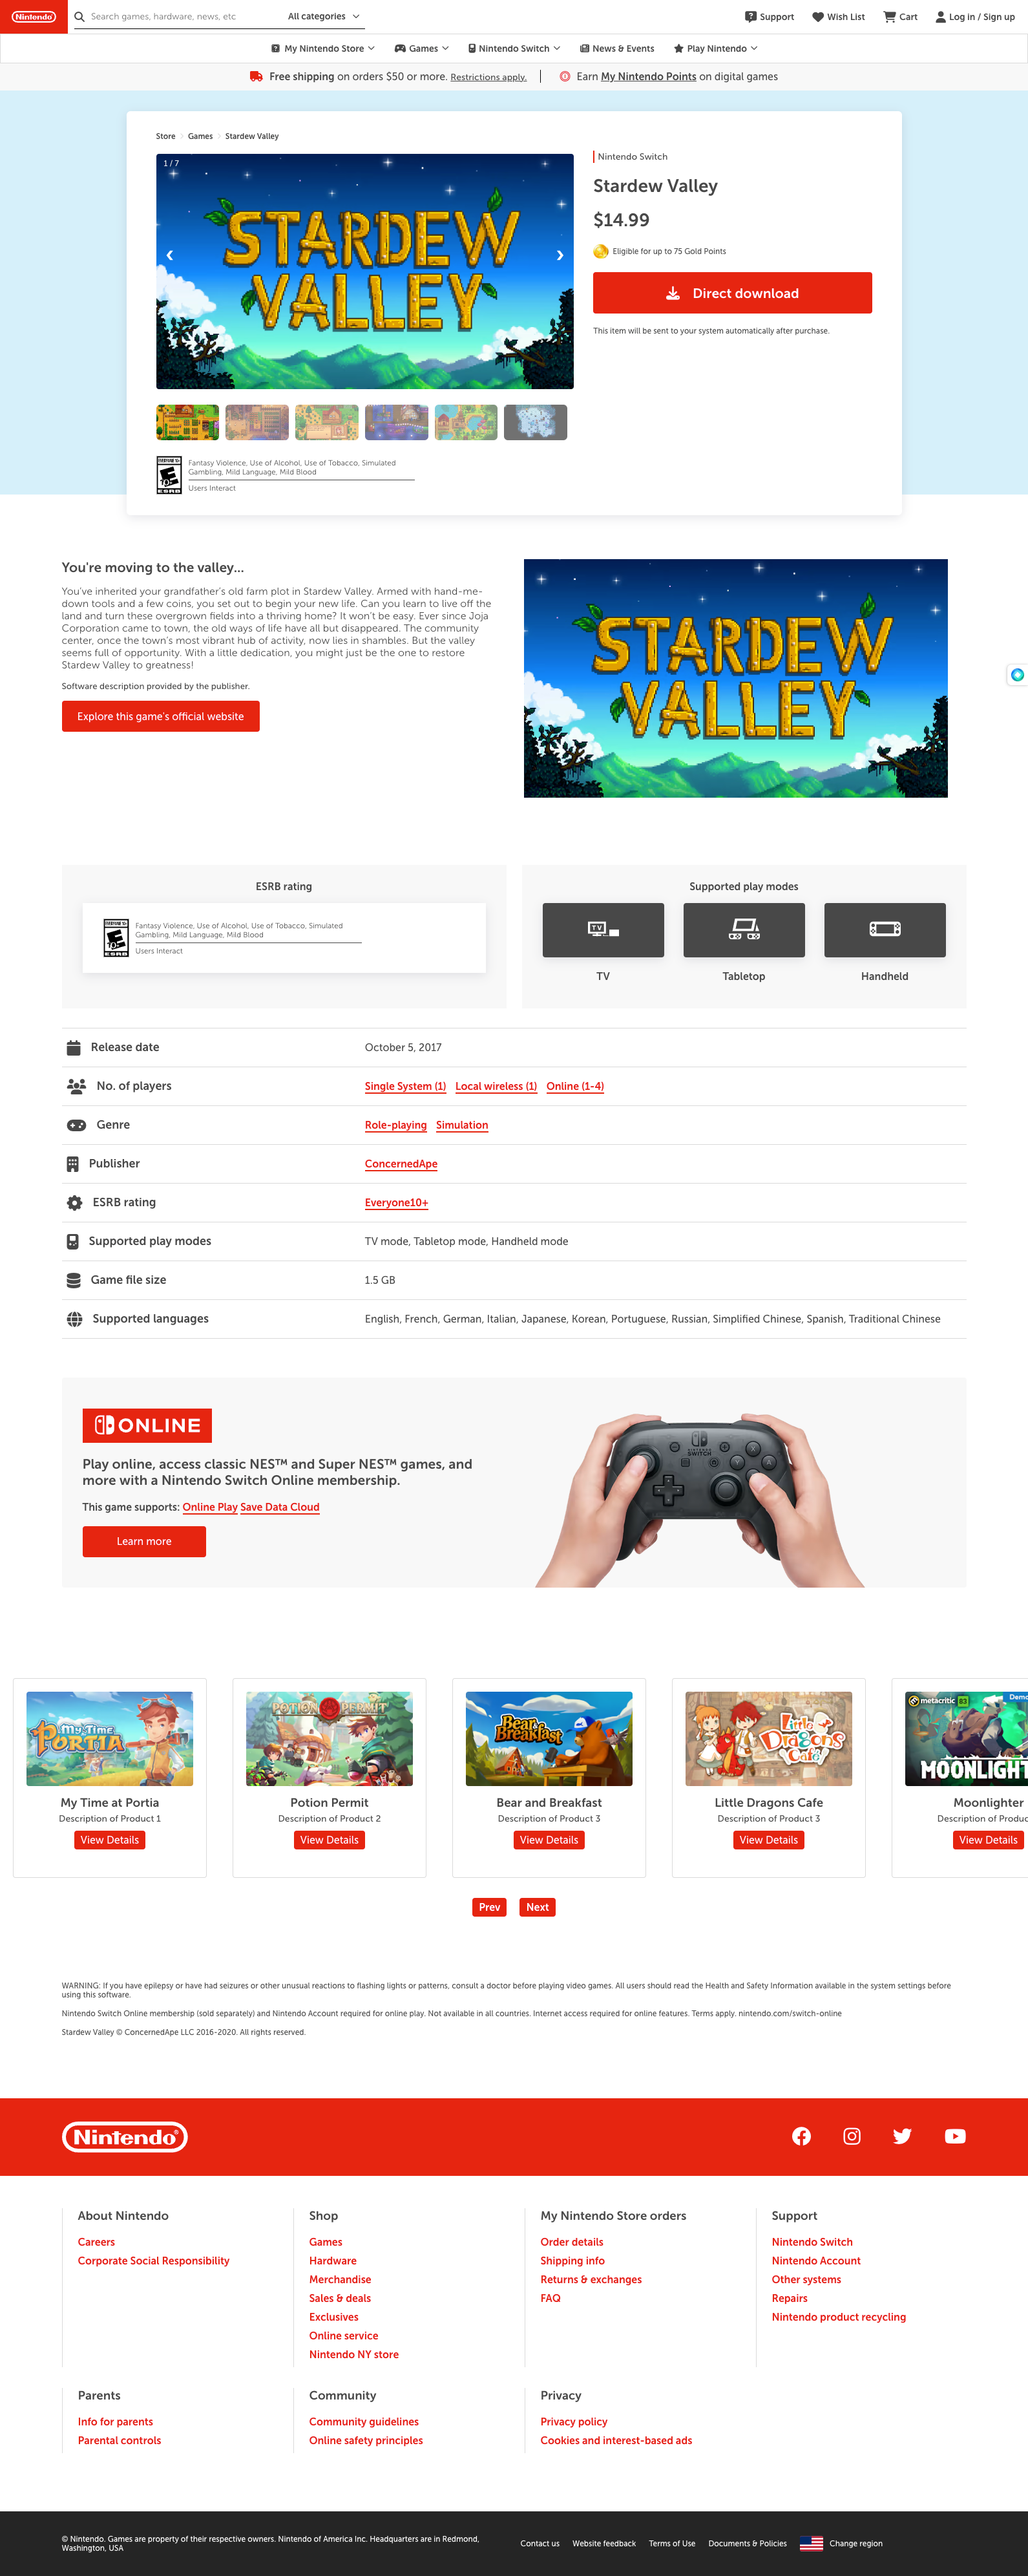 Nintendo
Search games, hardware, news, etc
All categories
Support
Wish List
Cart
Log in / Sign up
My Nintendo Store
Games
Nintendo Switch
News & Events
Play Nintendo
Free shipping on orders $50 or more. Restrictions apply.
Earn My Nintendo Points on digital games
Store
Games
Stardew Valley
1 / 7
STARDEW
VALLEY
EVERYONE 10+
E
ESRB
Fantasy Violence, Use of Alcohol, Use of Tobacco, Simulated
Gambling, Mild Language, Mild Blood
Users Interact
Nintendo Switch
Stardew Valley
$14.99
Eligible for up to 75 Gold Points
Direct download
This item will be sent to your system automatically after purchase.
You're moving to the valley...
You've inherited your grandfather's old farm plot in Stardew Valley. Armed with hand-me-
down tools and a few coins, you set out to begin your new life. Can you learn to live off the
land and turn these overgrown fields into a thriving home? It won't be easy. Ever since Joja
Corporation came to town, the old ways of life have all but disappeared. The community
center, once the town's most vibrant hub of activity, now lies in shambles. But the valley
seems full of opportunity. With a little dedication, you might just be the one to restore
Stardew Valley to greatness!
Software description provided by the publisher.
Explore this game's official website
STARDEW
VALLEY
ESRB rating
EVERYONE 10+
E
ESRB
Fantasy Violence, Use of Alcohol, Use of Tobacco, Simulated
Gambling, Mild Language, Mild Blood
Users Interact
Supported play modes
TV
TV
Tabletop
Handheld
Release date
October 5, 2017
No. of players
Single System (1) Local wireless (1) Online (1-4)
Genre
Role-playing Simulation
Publisher
ConcernedApe
ESRB rating
Everyone10+
Supported play modes
TV mode, Tabletop mode, Handheld mode
Game file size
1.5 GB
Supported languages
English, French, German, Italian, Japanese, Korean, Portuguese, Russian, Simplified Chinese, Spanish, Traditional Chinese
ONLINE
Play online, access classic NES™ and Super NES™ games, and
more with a Nintendo Switch Online membership.
This game supports: Online Play Save Data Cloud
Learn more
NINTENDO
SWITCH
X
Y
A
B
My Time at
PORTIA
My Time at Portia
Description of Product 1
View Details
POTION PERMIT
Potion Permit
Description of Product 2
View Details
Bear &
Breakfast
Bear and Breakfast
Description of Product 3
View Details
Little
Dragons
Café
Little Dragons Cafe
Description of Product 3
View Details
metacritic 83
Demo
MOONLIGH
Moonlighter
Description of Produc
View Details
Prev
Next
WARNING: If you have epilepsy or have had seizures or other unusual reactions to flashing lights or patterns, consult a doctor before playing video games. All users should read the Health and Safety Information available in the system settings before
using this software.
Nintendo Switch Online membership (sold separately) and Nintendo Account required for online play. Not available in all countries. Internet access required for online features. Terms apply. nintendo.com/switch-online
Stardew Valley © ConcernedApe LLC 2016-2020. All rights reserved.
Nintendo®
About Nintendo
Careers
Corporate Social Responsibility
Shop
Games
Hardware
Merchandise
Sales & deals
Exclusives
Online service
Nintendo NY store
My Nintendo Store orders
Order details
Shipping info
Returns & exchanges
FAQ
Support
Nintendo Switch
Nintendo Account
Other systems
Repairs
Nintendo product recycling
Parents
Info for parents
Parental controls
Community
Community guidelines
Online safety principles
Privacy
Privacy policy
Cookies and interest-based ads
© Nintendo. Games are property of their respective owners. Nintendo of America Inc. Headquarters are in Redmond,
Washington, USA
Contact us
Website feedback
Terms of Use
Documents & Policies
Change region